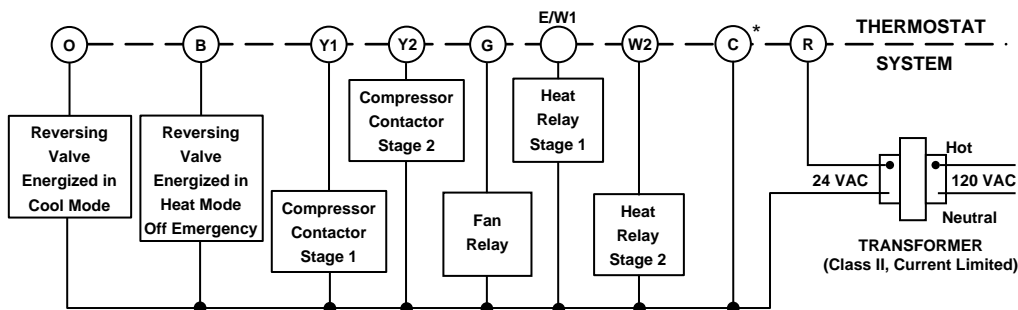 E/W1
O B Y1 Y2 G W2 C * R THERMOSTAT
SYSTEM
Reversing
Valve
Energized in
Cool Mode
Reversing
Valve
Energized in
Heat Mode
Off Emergency
Compressor
Contactor
Stage 1
Compressor
Contactor
Stage 2
Fan
Relay
Heat
Relay
Stage 1
Heat
Relay
Stage 2
Hot
24 VAC 120 VAC
Neutral
TRANSFORMER
(Class II, Current Limited)